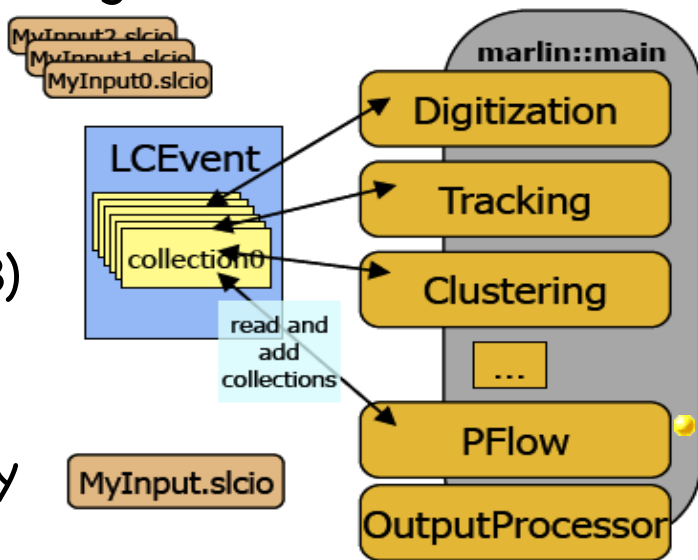 MyInput2.slcio
MyInput1.slcio
MyInput0.slcio
marlin::main
Digitization
LCEvent
Tracking
collection0
3)
Clustering
read and
add
collections
...
PFlow
y
MyInput.slcio
OutputProcessor